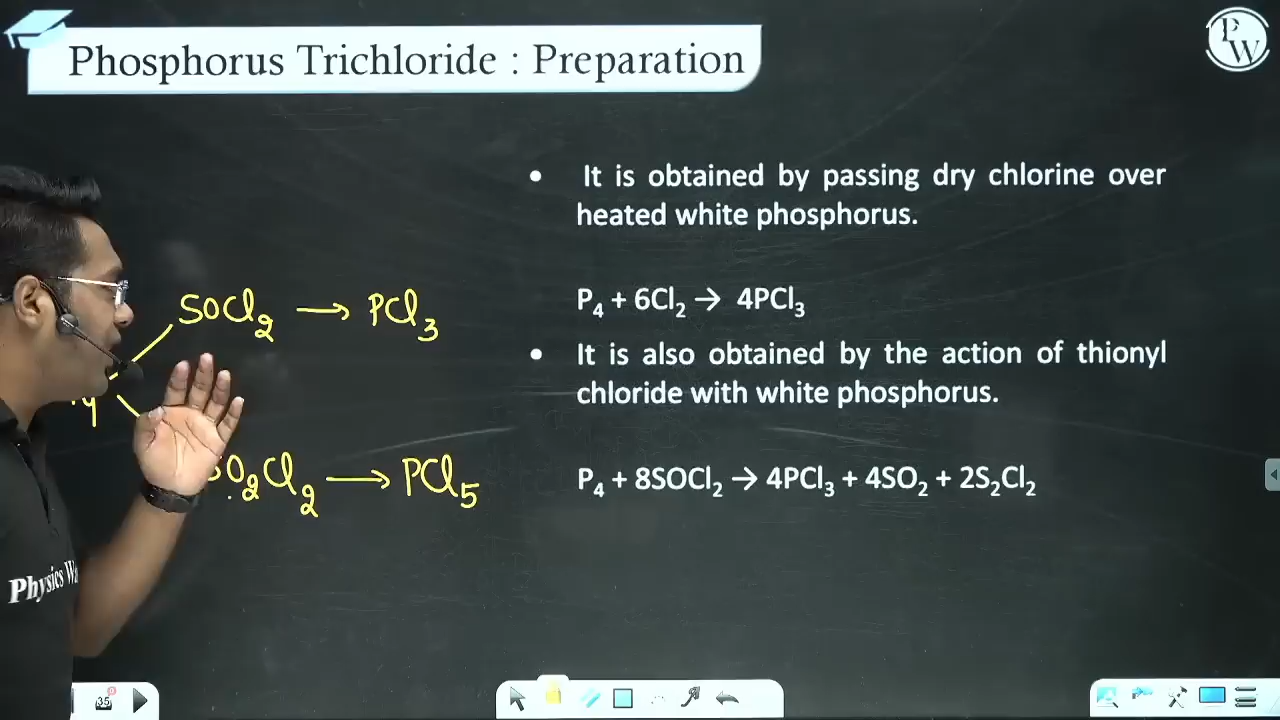 Phosphorus Trichloride : Preparation
PW
It is obtained by passing dry chlorine over
heated white phosphorus.
P₄ + 6Cl₂ → 4PCl₃
It is also obtained by the action of thionyl
chloride with white phosphorus.
P₄ + 8SOCl₂ → 4PCl₃ + 4SO₂ + 2S₂Cl₂
SOCl₂ → PCl₃
O₂Cl₂ → PCl₅
Physics
35